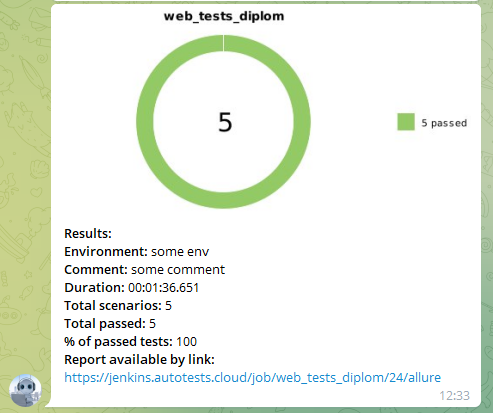 web_tests_diplom
5
5 passed
Results:
Environment: some env
Comment: some comment
Duration: 00:01:36.651
Total scenarios: 5
Total passed: 5
% of passed tests: 100
Report available by link:
https://jenkins.autotests.cloud/job/web_tests_diplom/24/allure
12:33